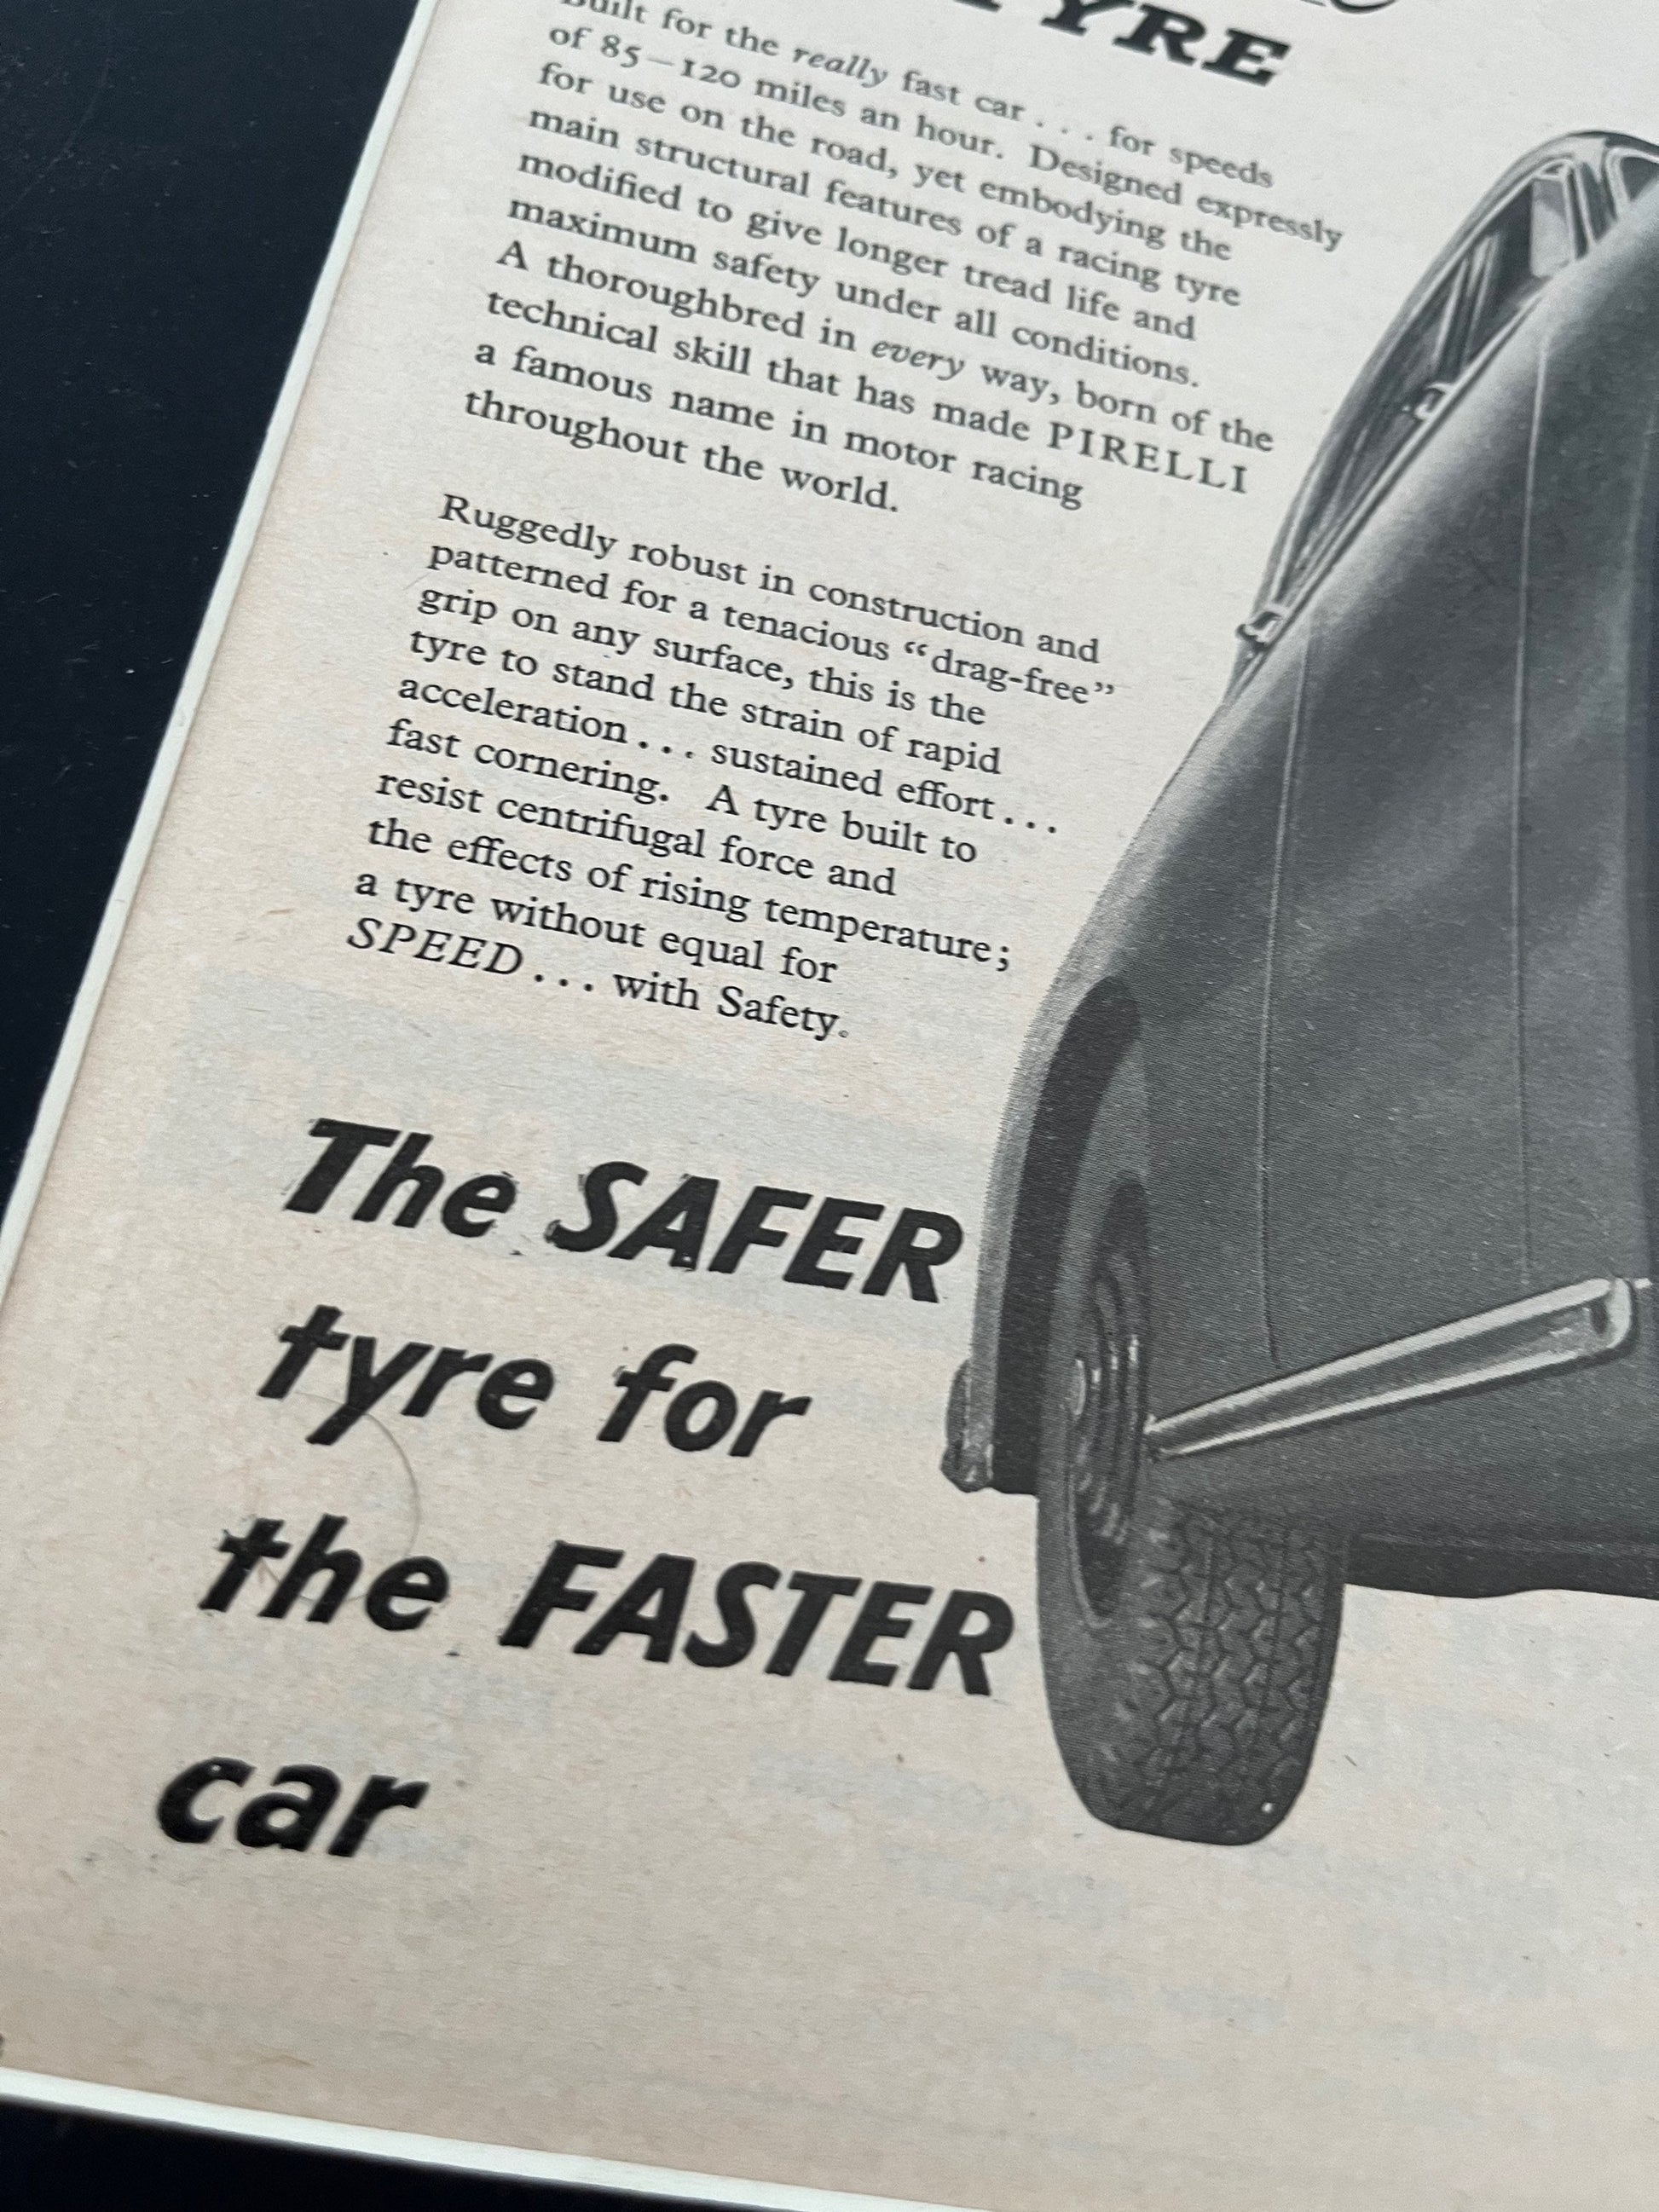 TYRE
Built for the really fast car . . . for speeds
of 85—120 miles an hour. Designed expressly
for use on the road, yet embodying the
main structural features of a racing tyre
modified to give longer tread life and
maximum safety under all conditions.
A thoroughbred in every way, born of the
technical skill that has made PIRELLI
a famous name in motor racing
throughout the world.
Ruggedly robust in construction and
patterned for a tenacious “drag-free”
grip on any surface, this is the
tyre to stand the strain of rapid
acceleration . . . sustained effort . . .
fast cornering. A tyre built to
resist centrifugal force and
the effects of rising temperature;
a tyre without equal for
SPEED . . . with Safety.
The SAFER
tyre for
the FASTER
car